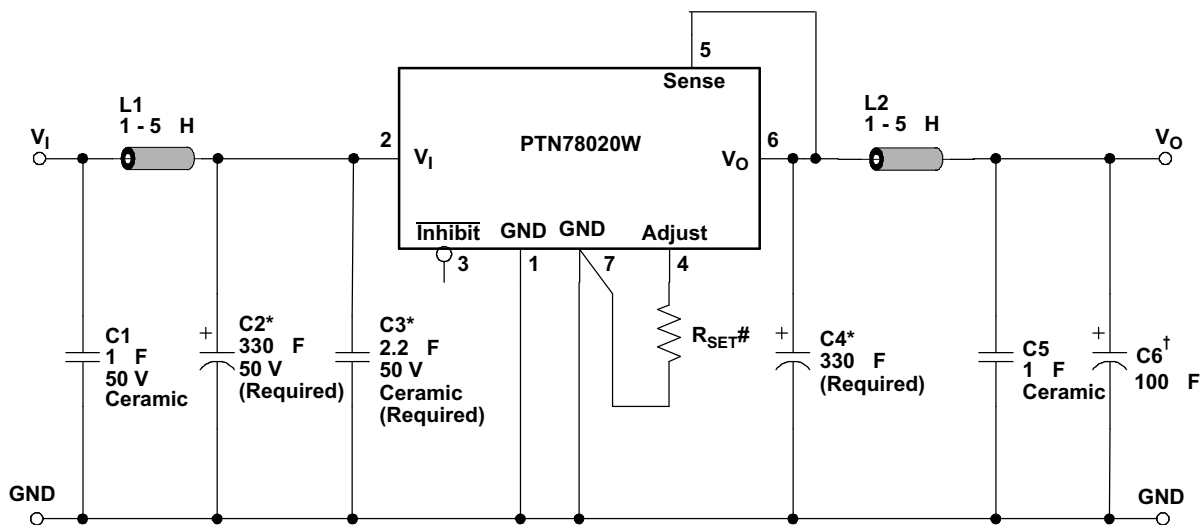 5
Sense
L1
1 - 5 H
V_I
2
V_I
PTN78020W
V_O
6
L2
1 - 5 H
V_O
Inhibit
GND
GND
Adjust
3
1
7
4
C1
1 F
50 V
Ceramic
+
C2*
330 F
50 V
(Required)
C3*
2.2 F
50 V
Ceramic
(Required)
R_SET#
+
C4*
330 F
(Required)
C5
1 F
Ceramic
+
C6†
100 F
GND
GND